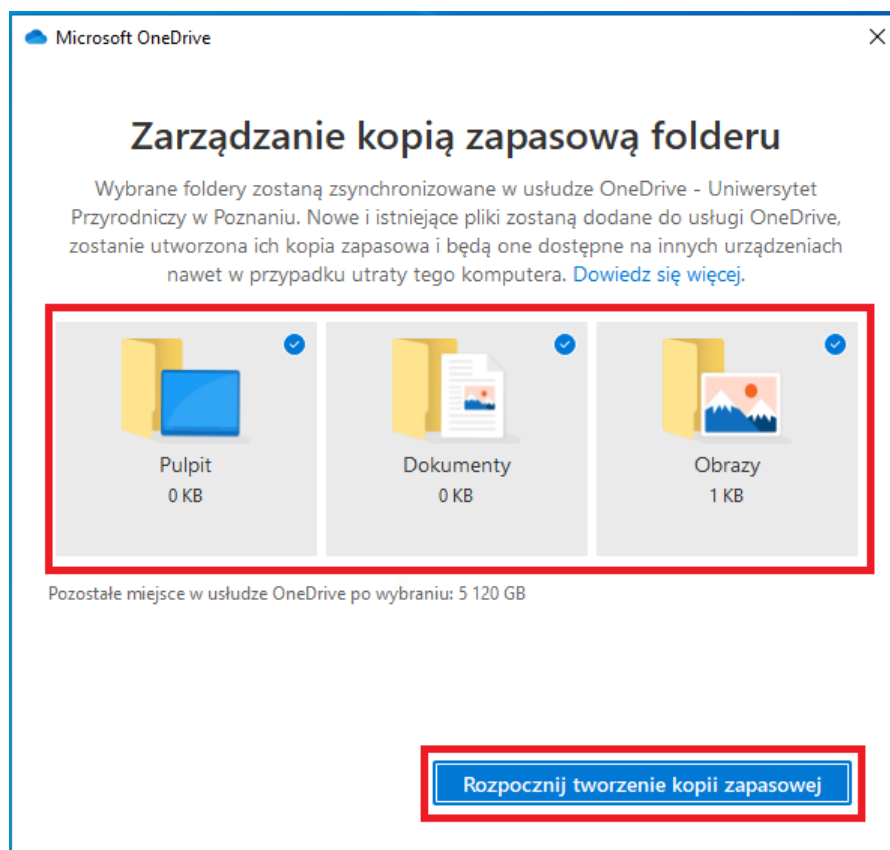 Microsoft OneDrive
Zarządzanie kopią zapasową folderu
Wybrane foldery zostaną zsynchronizowane w usłudze OneDrive - Uniwersytet
Przyrodniczy w Poznaniu. Nowe i istniejące pliki zostaną dodane do usługi OneDrive,
zostanie utworzona ich kopia zapasowa i będą one dostępne na innych urządzeniach
nawet w przypadku utraty tego komputera. Dowiedz się więcej.
Pulpit
0 KB
Dokumenty
0 KB
Obrazy
1 KB
Pozostałe miejsce w usłudze OneDrive po wybraniu: 5 120 GB
Rozpocznij tworzenie kopii zapasowej